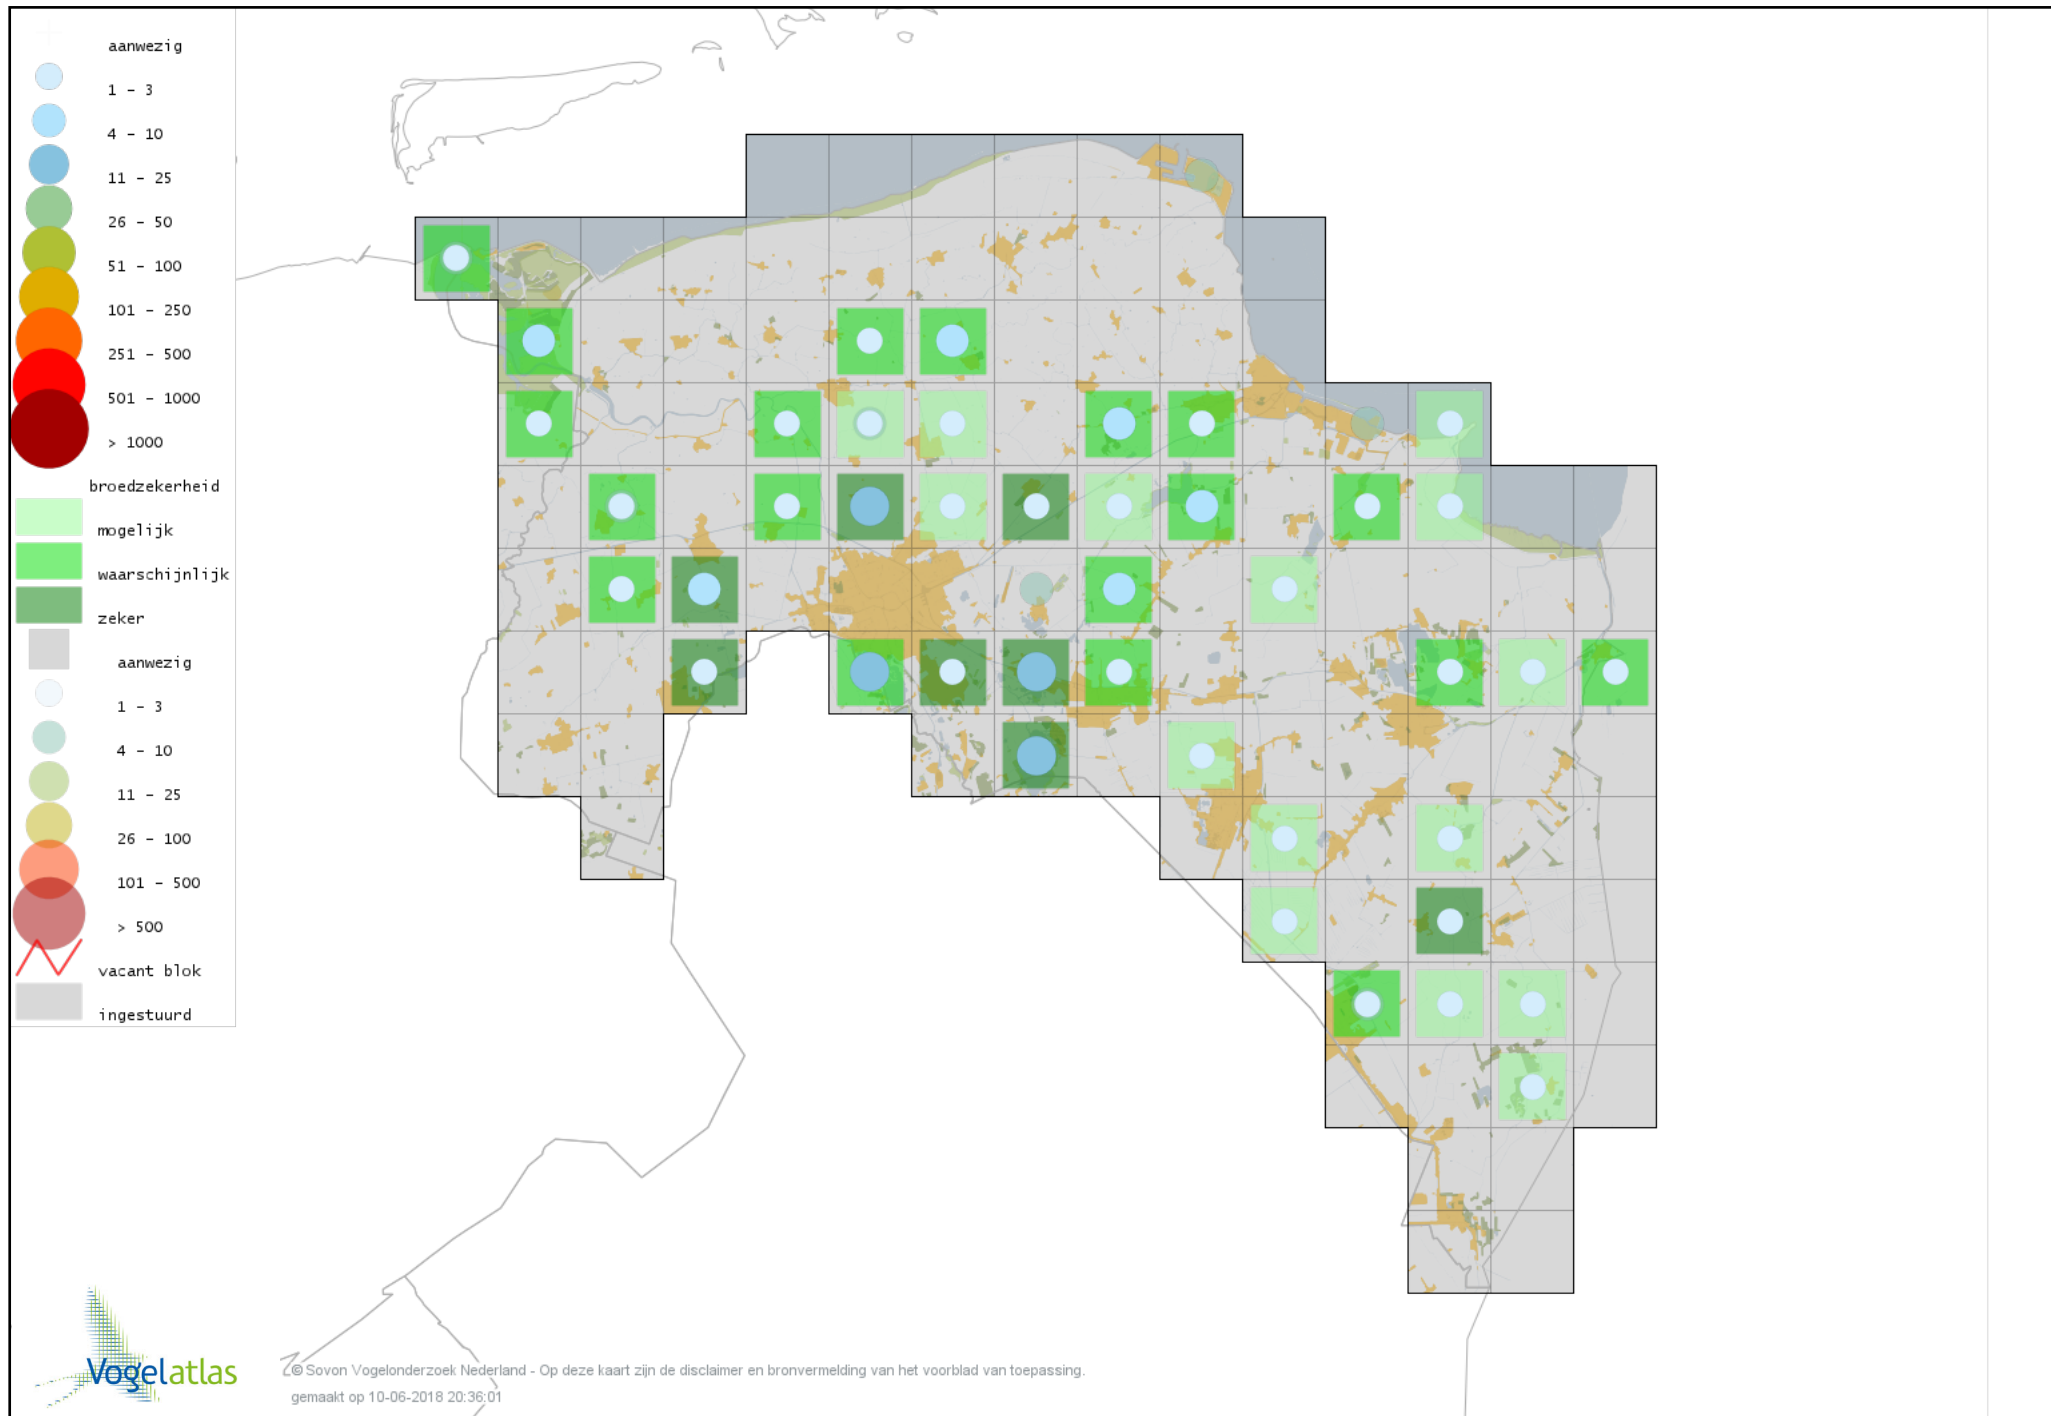 aanwezig
1 - 3
4 - 10
11 - 25
26 - 50
51 - 100
101 - 250
251 - 500
501 - 1000
> 1000
broedzekerheid
mogelijk
waarschijnlijk
zeker
aanwezig
1 - 3
4 - 10
11 - 25
26 - 100
101 - 500
> 500
vacant blok
ingestuurd
Vogelatlas
© Sovon Vogelonderzoek Nederland - Op deze kaart zijn de disclaimer en bronvermelding van het voorblad van toepassing.
gemaakt op 10-06-2018 20:36:01